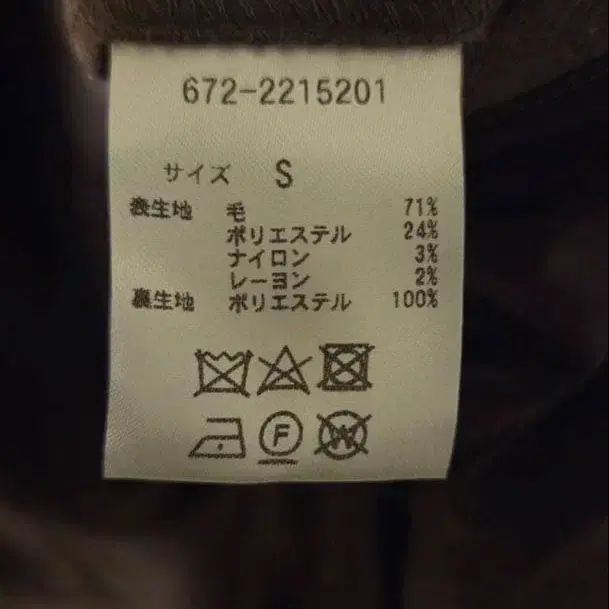 672-2215201
サイズ S
表生地 毛 71%
ポリエステル 24%
ナイロン 3%
レーヨン 2%
裏生地 ポリエステル 100%
F W